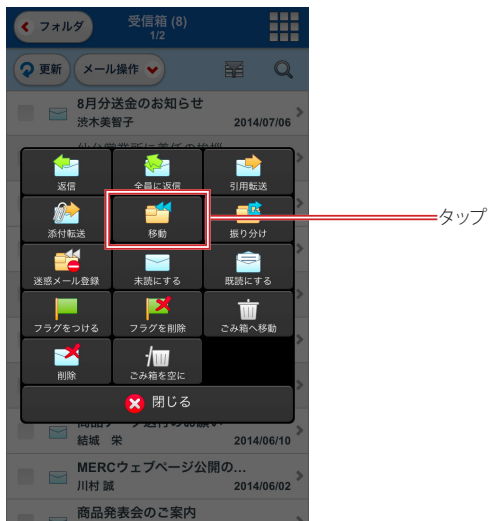 フォルダ
受信箱 (8)
1/2
更新
メール操作
8月分送金のお知らせ
渋木美智子
2014/07/06
返信
全員に返信
引用転送
添付転送
移動
振り分け
タップ
迷惑メール登録
未読にする
既読にする
フラグをつける
フラグを削除
ごみ箱へ移動
削除
ごみ箱を空に
閉じる
結城 栄
2014/06/10
MERCウェブページ公開の...
川村 誠
2014/06/02
商品発表会のご案内